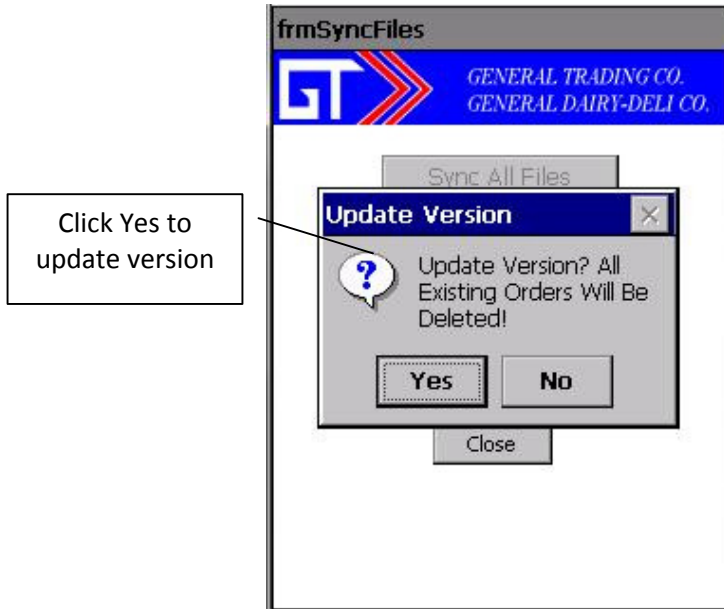 frmSyncFiles
GT
GENERAL TRADING CO.
GENERAL DAIRY-DELI CO.
Sync All Files
Click Yes to
update version
Update Version
?
Update Version? All
Existing Orders Will Be
Deleted!
Yes
No
Close